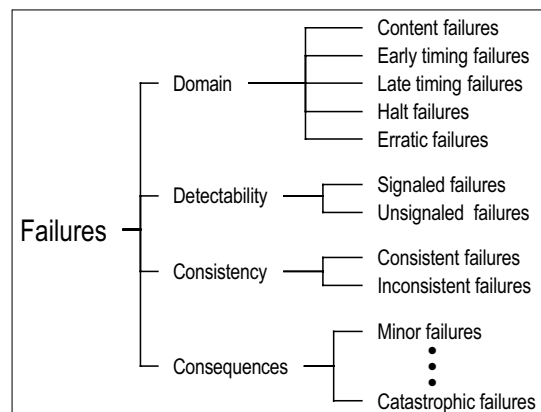 Failures
Domain
Content failures
Early timing failures
Late timing failures
Halt failures
Erratic failures
Detectability
Signaled failures
Unsignaled failures
Consistency
Consistent failures
Inconsistent failures
Consequences
Minor failures
Catastrophic failures